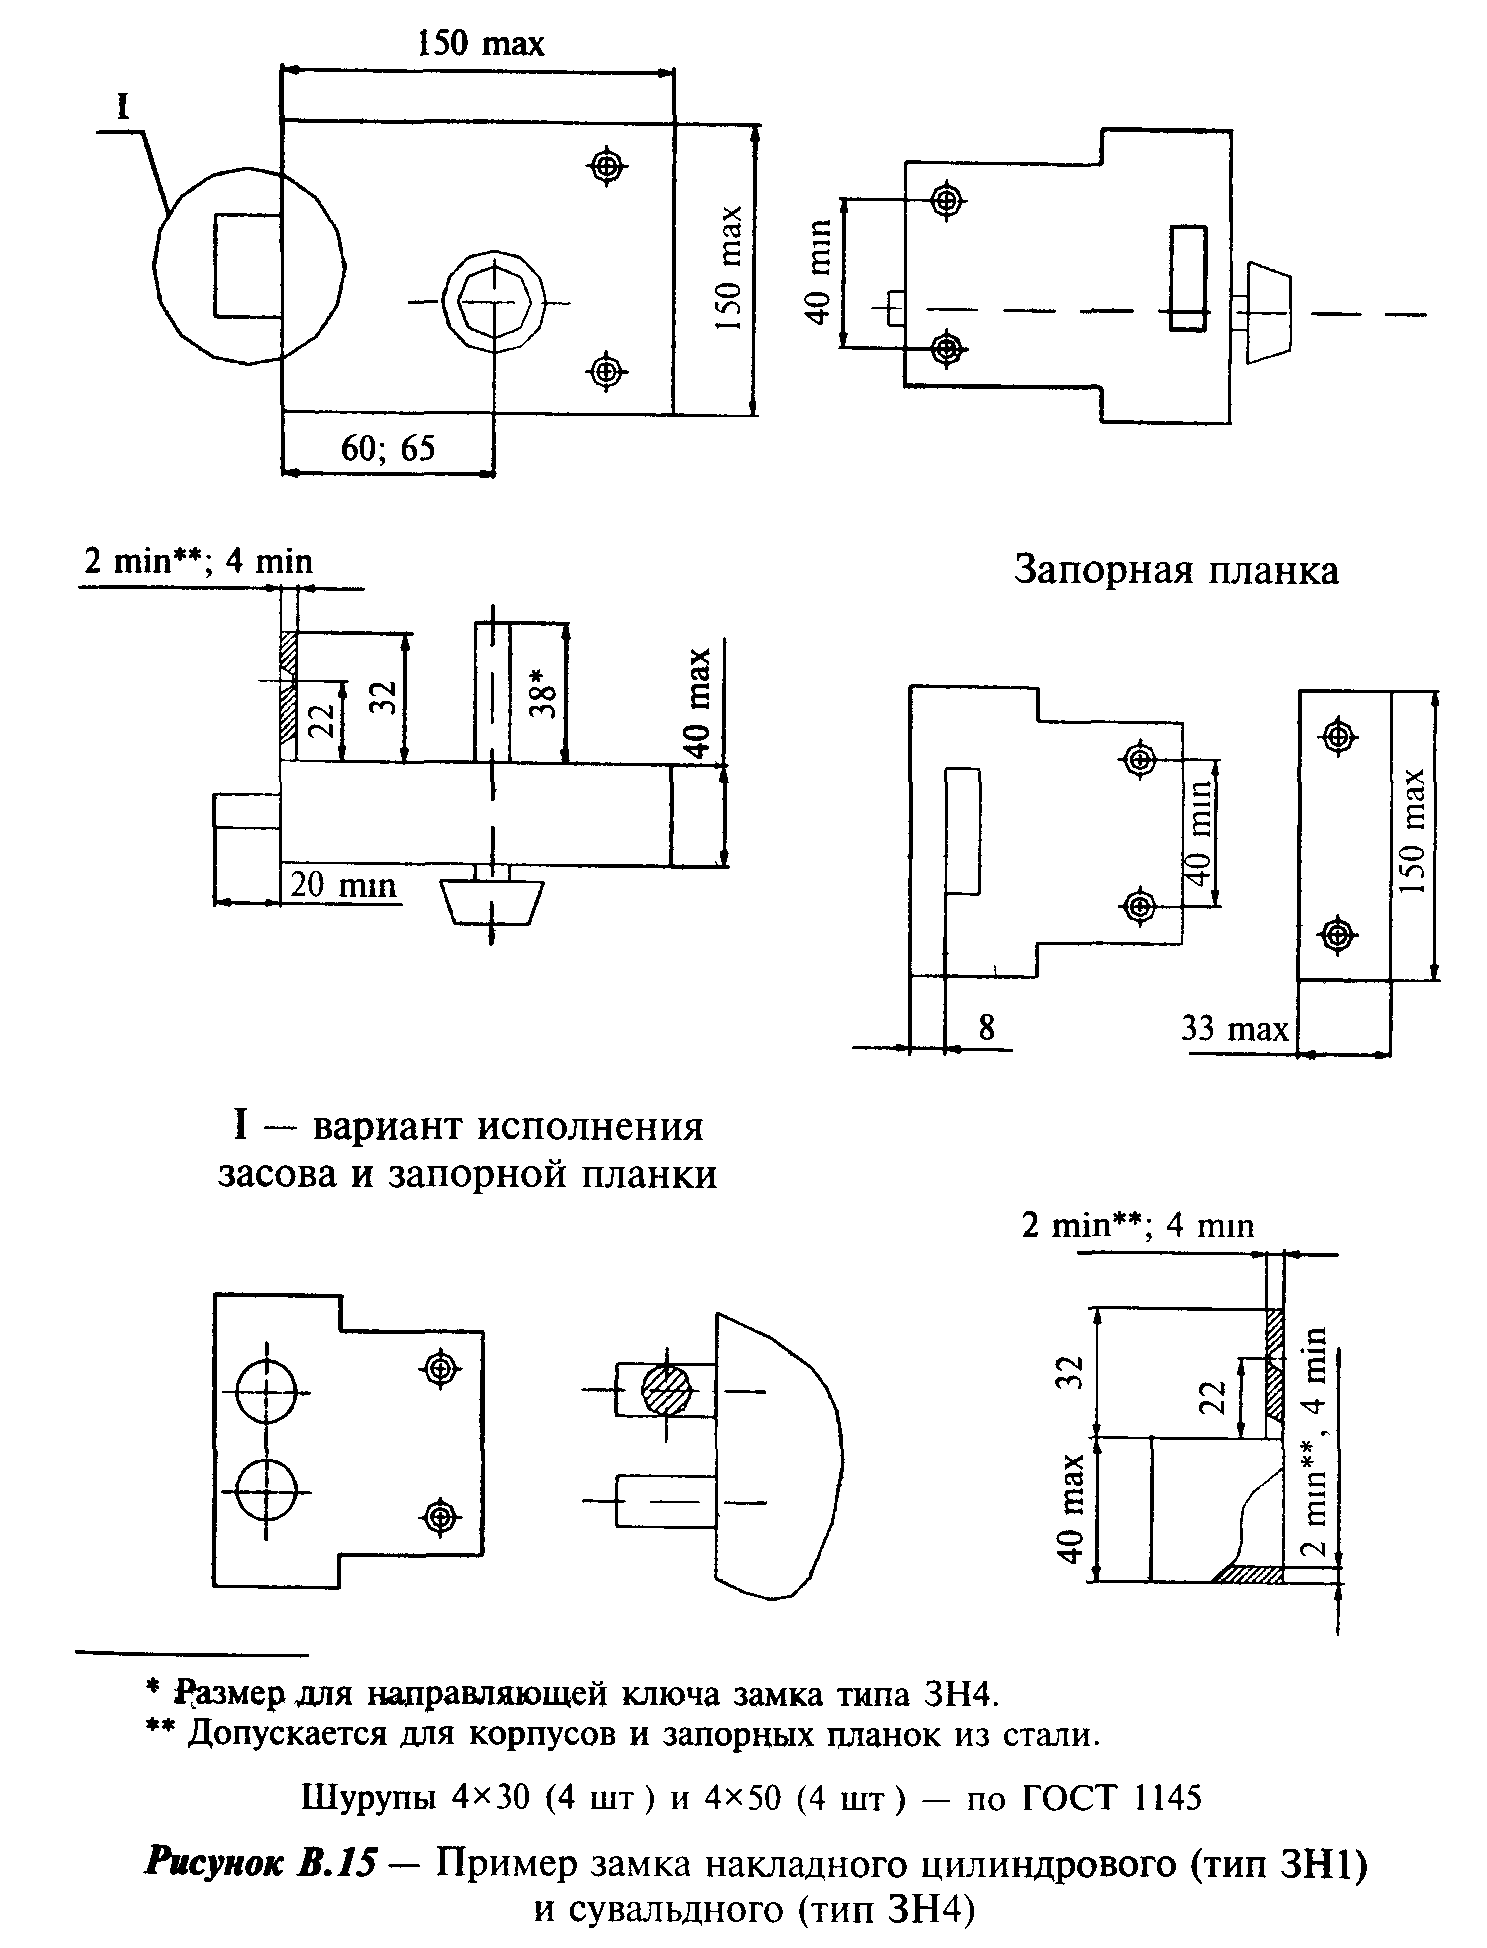 150 max
I
150 max
60; 65
40 min
2 min**; 4 min
32
22
38*
40 max
20 min
Запорная планка
40 min
150 max
8
33 max
I — вариант исполнения
засова и запорной планки
2 min**; 4 min
32
22
40 max
2 min**, 4 min
* Размер для направляющей ключа замка типа ЗН4.
** Допускается для корпусов и запорных планок из стали.
Шурупы 4×30 (4 шт) и 4×50 (4 шт) — по ГОСТ 1145
Рисунок В.15 — Пример замка накладного цилиндрового (тип ЗН1)
и сувальдного (тип ЗН4)